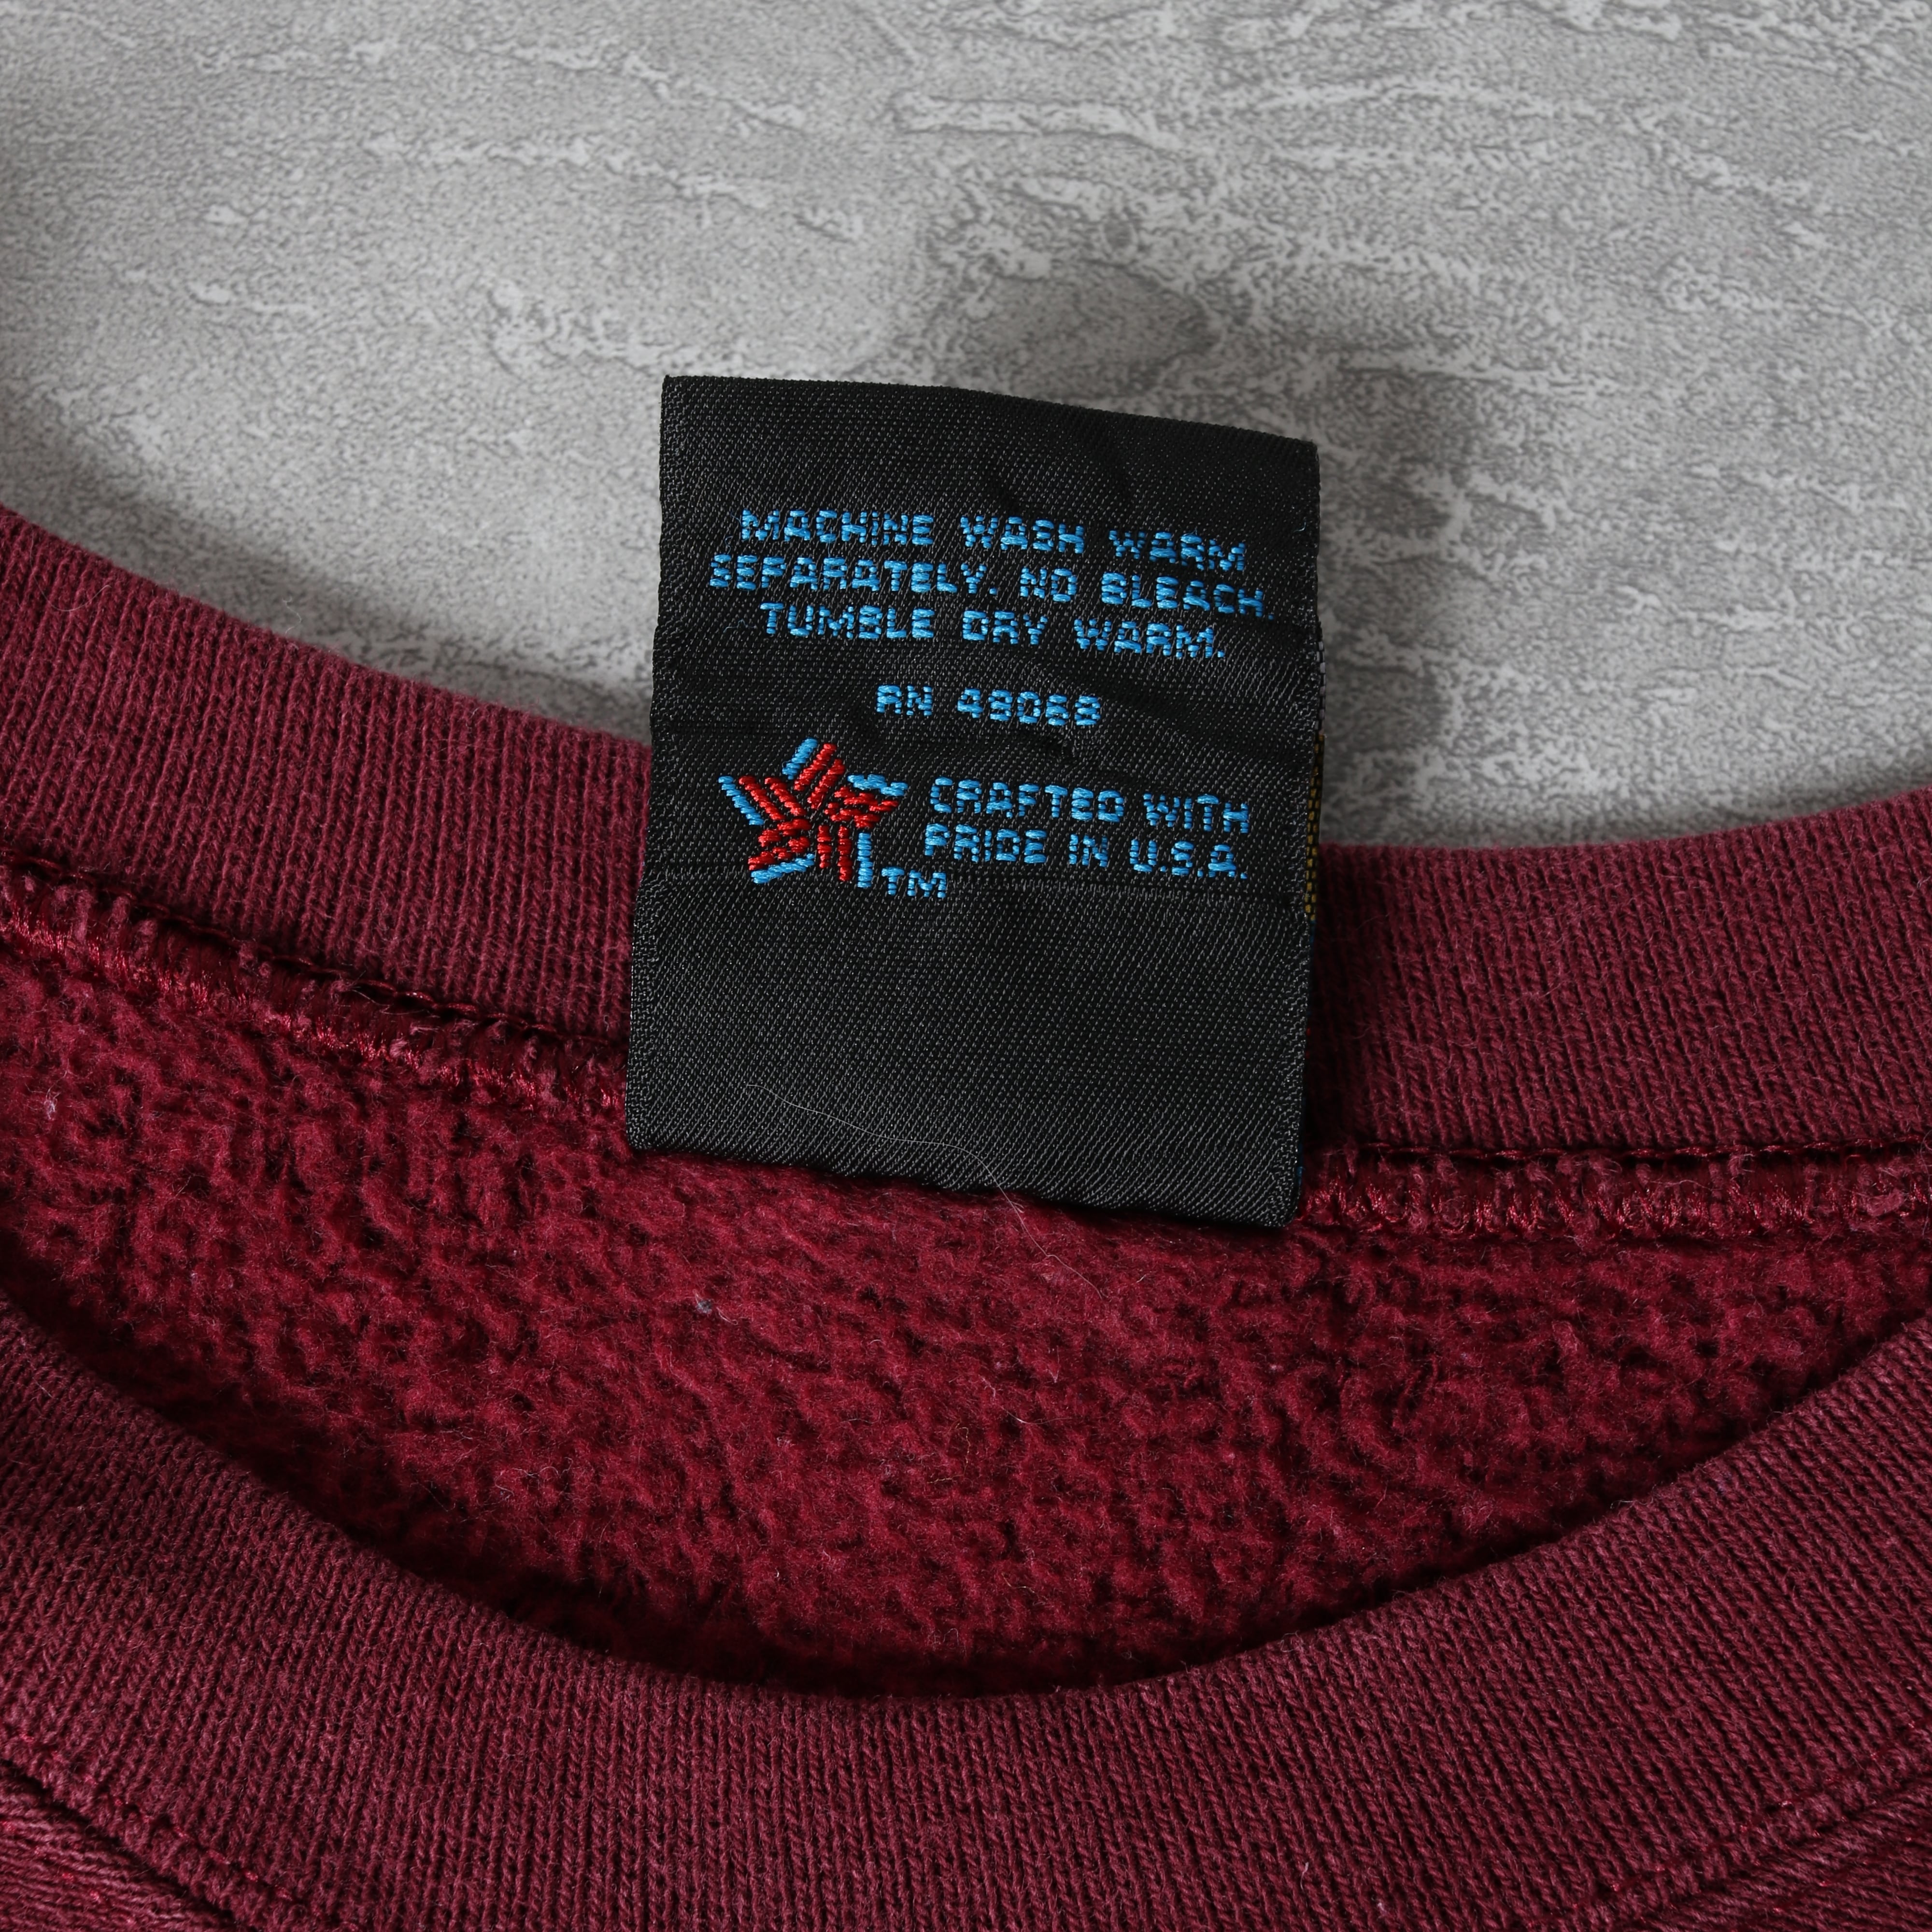 MACHINE WASH WARM
SEPARATELY. NO BLEACH.
TUMBLE DRY WARM.
RN 49068
CRAFTED WITH
PRIDE IN U.S.A.
TM